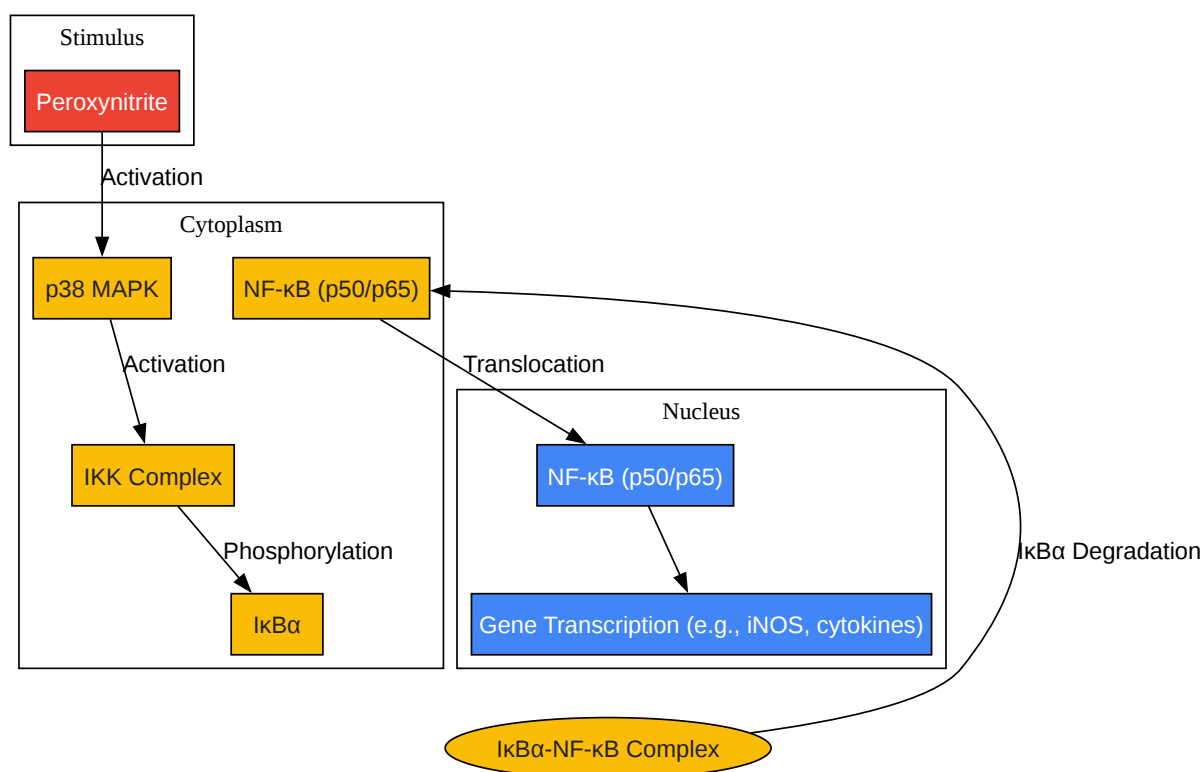 Stimulus
Peroxynitrite
Activation
Cytoplasm
p38 MAPK
NF-κB (p50/p65)
Activation
Translocation
Nucleus
IKK Complex
NF-κB (p50/p65)
Phosphorylation
IκBα Degradation
IκBα
Gene Transcription (e.g., iNOS, cytokines)
IκBα-NF-κB Complex